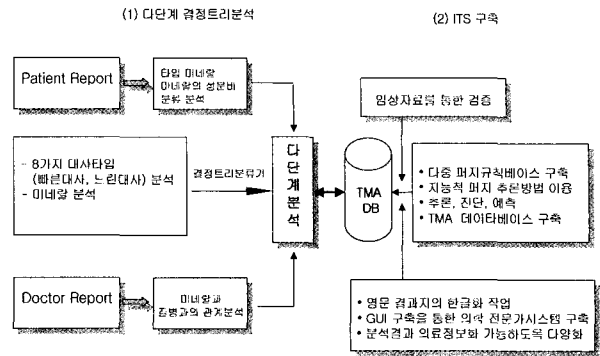 (1) 다단계 결정트리분석
(2) ITS 구축
Patient Report
타입 미네랄
미네랄의 성분비
분류 분석
임상자료를 통한 검증
- 8가지 대사타입
(빠른대사, 느린대사) 분석
- 미네랄 분석
결정트리분류기
다단계분석
TMA
DB
• 다중 퍼지규칙베이스 구축
• 지능적 퍼지 추론방법 이용
• 추론, 진단, 예측
• TMA 데이타베이스 구축
Doctor Report
미네랄과
질병과의 관계분석
• 영문 결과지의 한글화 작업
• GUI 구축을 통한 의학 전문가시스템 구축
• 분석결과 의료정보화 가능하도록 다양화